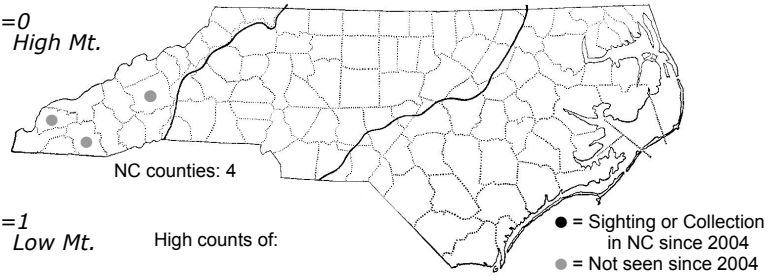 =0
High Mt.
NC counties: 4
=1
Low Mt.
High counts of:
● = Sighting or Collection
in NC since 2004
● = Not seen since 2004